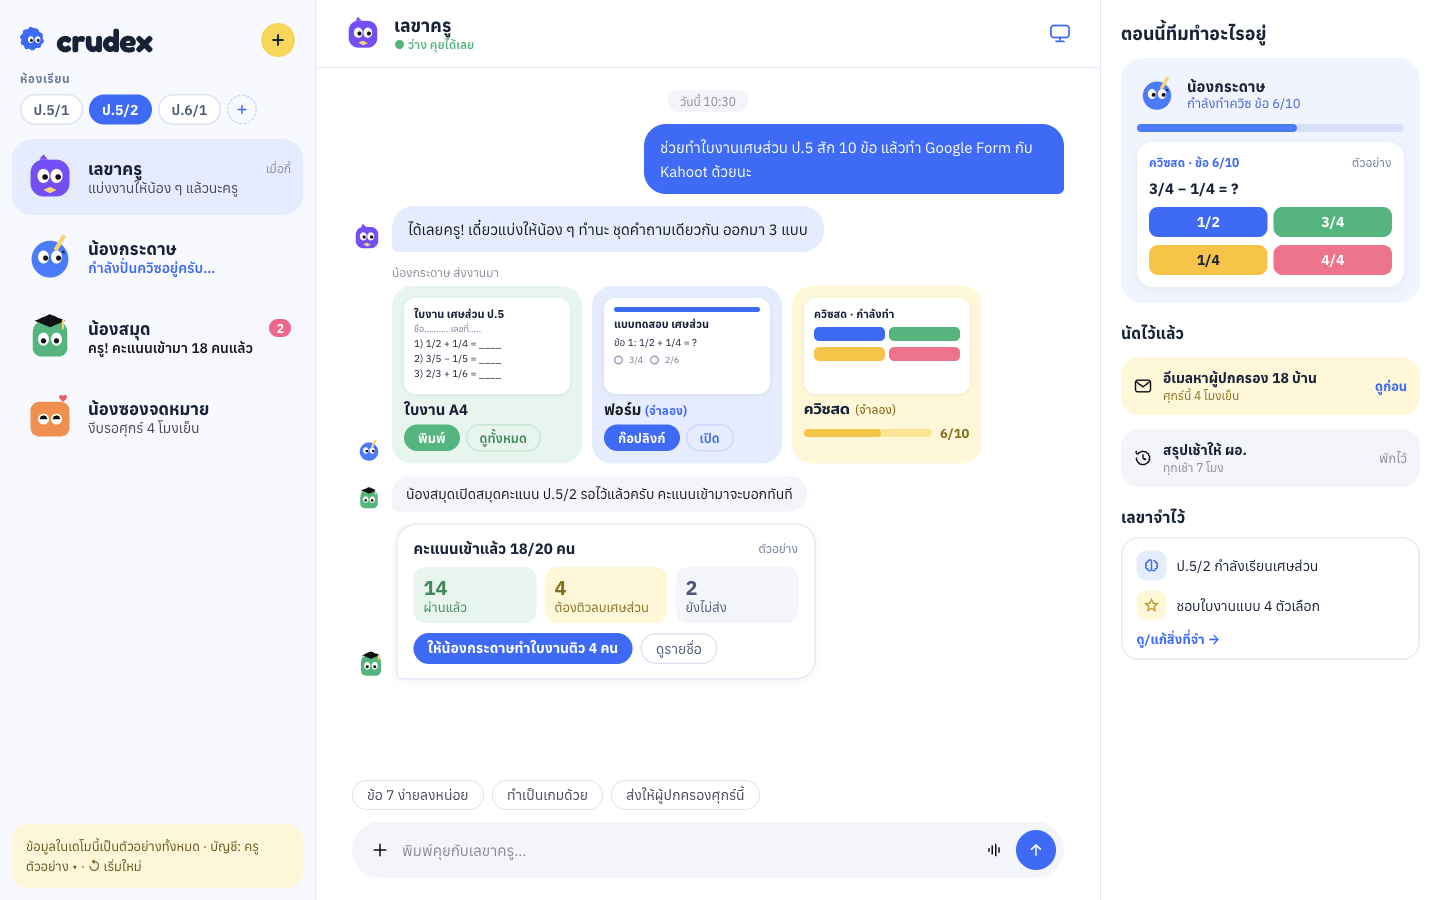 crudex
ห้องเรียน
ป.5/1
ป.5/2
ป.6/1
เลขาครู
เมื่อกี้
แบ่งงานให้น้อง ๆ แล้วนะครู
น้องกระดาษ
กำลังปั่นควิซอยู่ครับ...
น้องสมุด
2
ครู! คะแนนเข้ามา 18 คนแล้ว
น้องซองจดหมาย
งีบรอศุกร์ 4 โมงเย็น
ข้อมูลในเดโมนี้เป็นตัวอย่างทั้งหมด · บัญชี: ครู
ตัวอย่าง ▾ · เริ่มใหม่
เลขาครู
ว่าง คุยได้เลย
วันนี้ 10:30
ช่วยทำใบงานเศษส่วน ป.5 สัก 10 ข้อ แล้วทำ Google Form กับ
Kahoot ด้วยนะ
ได้เลยครู! เดี๋ยวแบ่งให้น้อง ๆ ทำนะ ชุดคำถามเดียวกัน ออกมา 3 แบบ
น้องกระดาษ ส่งงานมา
ใบงาน เศษส่วน ป.5
ชื่อ.......... เลขที่.....
1) 1/2 + 1/4 = ____
2) 3/5 − 1/5 = ____
3) 2/3 + 1/6 = ____
ใบงาน A4
พิมพ์
ดูทั้งหมด
แบบทดสอบ เศษส่วน
ข้อ 1: 1/2 + 1/4 = ?
3/4
2/6
ฟอร์ม (จำลอง)
ก๊อปลิงก์
เปิด
ควิซสด · กำลังทำ
ควิซสด (จำลอง)
6/10
น้องสมุดเปิดสมุดคะแนน ป.5/2 รอไว้แล้วครับ คะแนนเข้ามาจะบอกทันที
คะแนนเข้าแล้ว 18/20 คน
ตัวอย่าง
14
ผ่านแล้ว
4
ต้องติวลบเศษส่วน
2
ยังไม่ส่ง
ให้น้องกระดาษทำใบงานติว 4 คน
ดูรายชื่อ
ข้อ 7 ง่ายลงหน่อย
ทำเป็นเกมด้วย
ส่งให้ผู้ปกครองศุกร์นี้
พิมพ์คุยกับเลขาครู...
ตอนนี้ทีมทำอะไรอยู่
น้องกระดาษ
กำลังทำควิซ ข้อ 6/10
ควิซสด · ข้อ 6/10
ตัวอย่าง
3/4 − 1/4 = ?
1/2
3/4
1/4
4/4
นัดไว้แล้ว
อีเมลหาผู้ปกครอง 18 บ้าน
ศุกร์นี้ 4 โมงเย็น
ดูก่อน
สรุปเช้าให้ ผอ.
ทุกเช้า 7 โมง
พักไว้
เลขาจำไว้
ป.5/2 กำลังเรียนเศษส่วน
ชอบใบงานแบบ 4 ตัวเลือก
ดู/แก้สิ่งที่จำ →